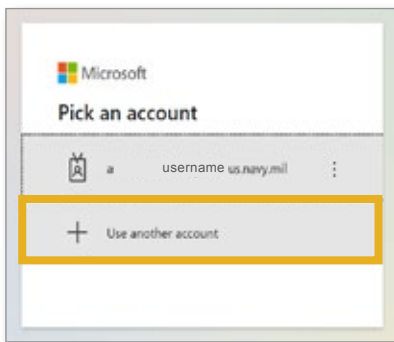 Microsoft
Pick an account
a username us.navy.mil
Use another account